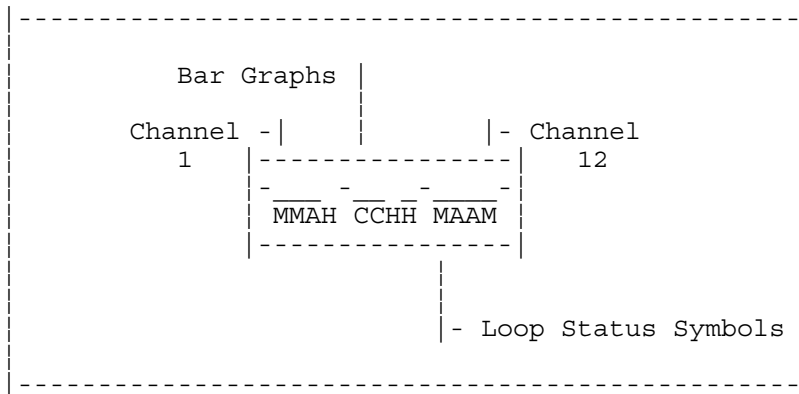 Bar Graphs
Channel Channel
1 12
MMAH CCHH MAAM
Loop Status Symbols